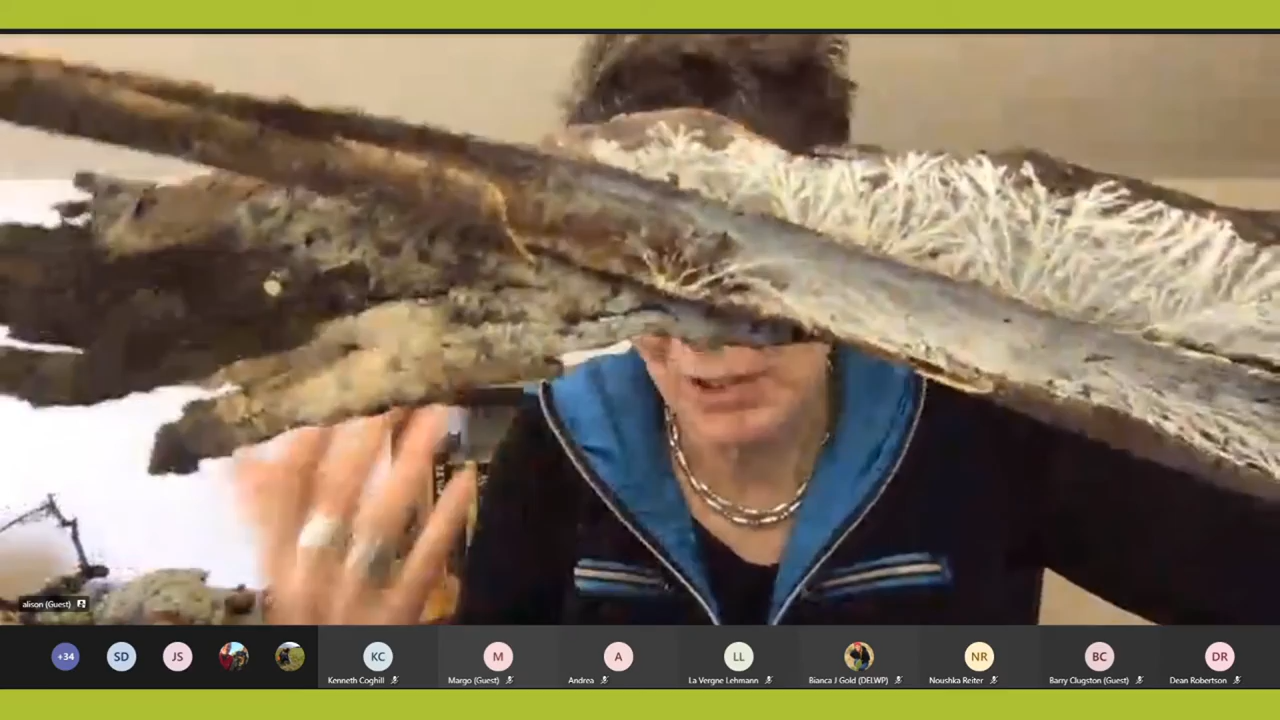 alison (Guest)
+34
SD
JS
KC
M
A
LL
NR
BC
DR
Kenneth Coghill
Margo (Guest)
Andrea
La Vergne Lehmann
Bianca J Gold (DELWP)
Noushka Reiter
Barry Clugston (Guest)
Dean Robertson